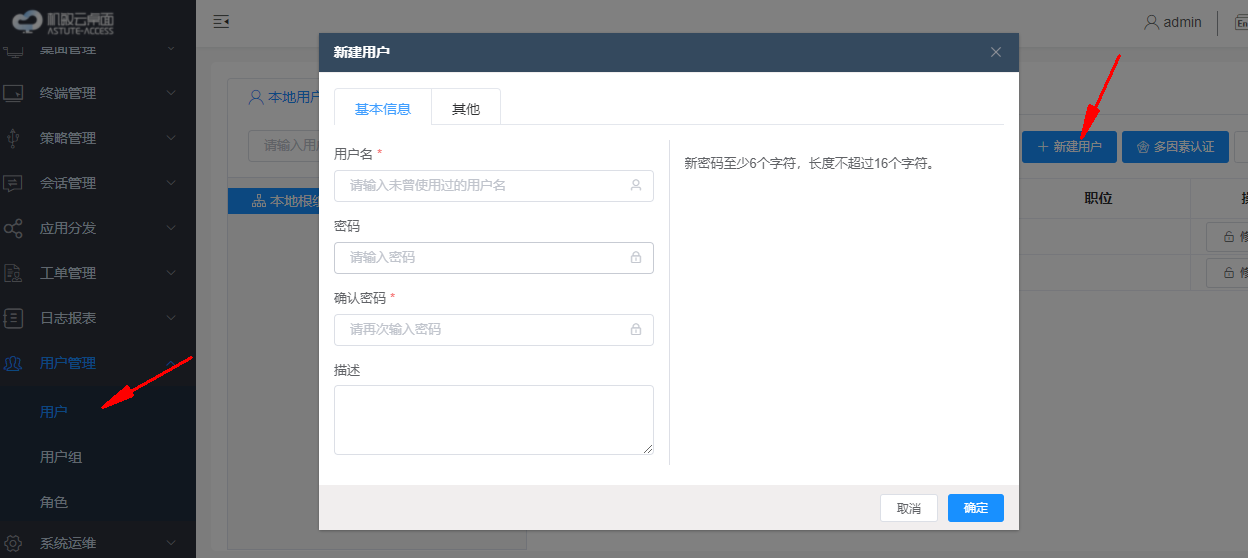 机敏云桌面
ASTUTE-ACCESS
桌面管理
终端管理
策略管理
会话管理
应用分发
工单管理
日志报表
用户管理
用户
用户组
角色
系统运维
admin
En
本地用户
请输入用
本地根
新建用户
多因素认证
职位
新建用户
基本信息
其他
用户名 *
请输入未曾使用过的用户名
密码
请输入密码
确认密码 *
请再次输入密码
描述
新密码至少6个字符，长度不超过16个字符。
取消
确定